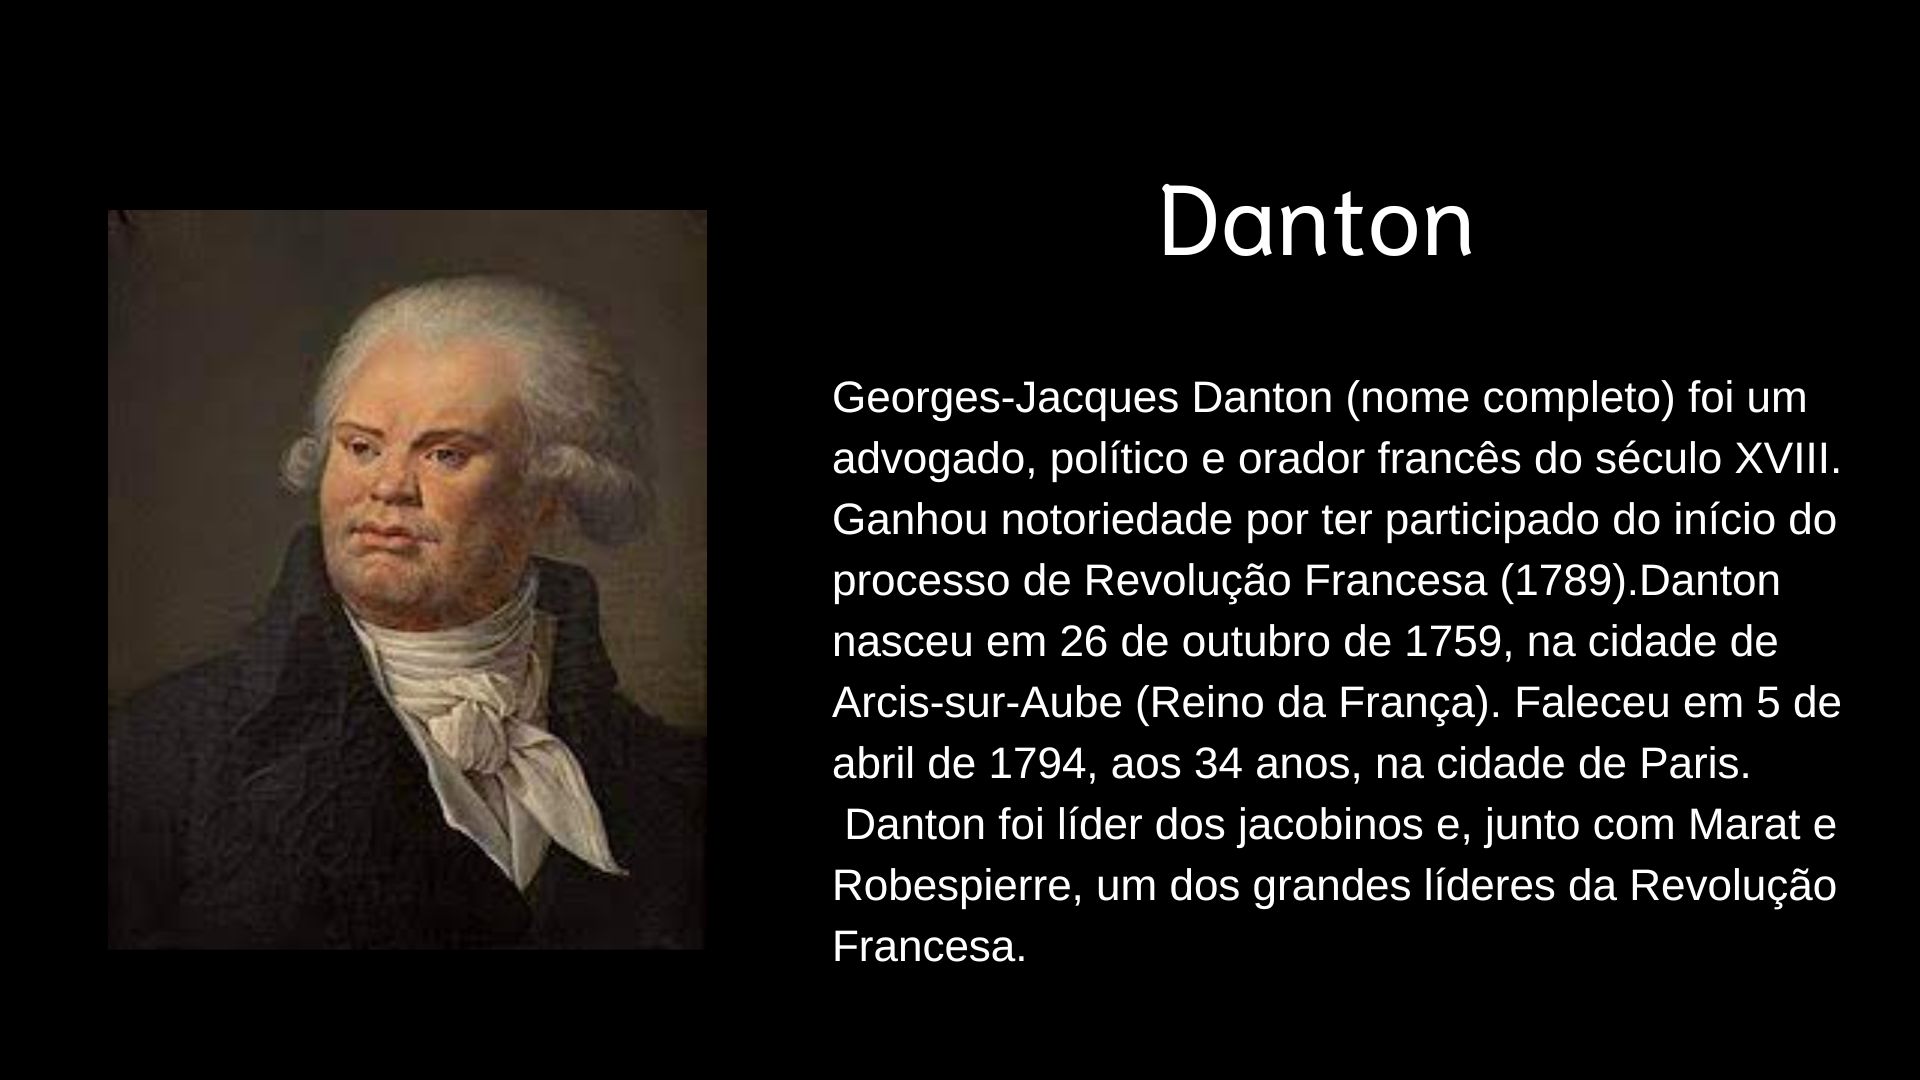 Danton
Georges-Jacques Danton (nome completo) foi um
advogado, político e orador francês do século XVIII.
Ganhou notoriedade por ter participado do início do
processo de Revolução Francesa (1789).Danton
nasceu em 26 de outubro de 1759, na cidade de
Arcis-sur-Aube (Reino da França). Faleceu em 5 de
abril de 1794, aos 34 anos, na cidade de Paris.
Danton foi líder dos jacobinos e, junto com Marat e
Robespierre, um dos grandes líderes da Revolução
Francesa.